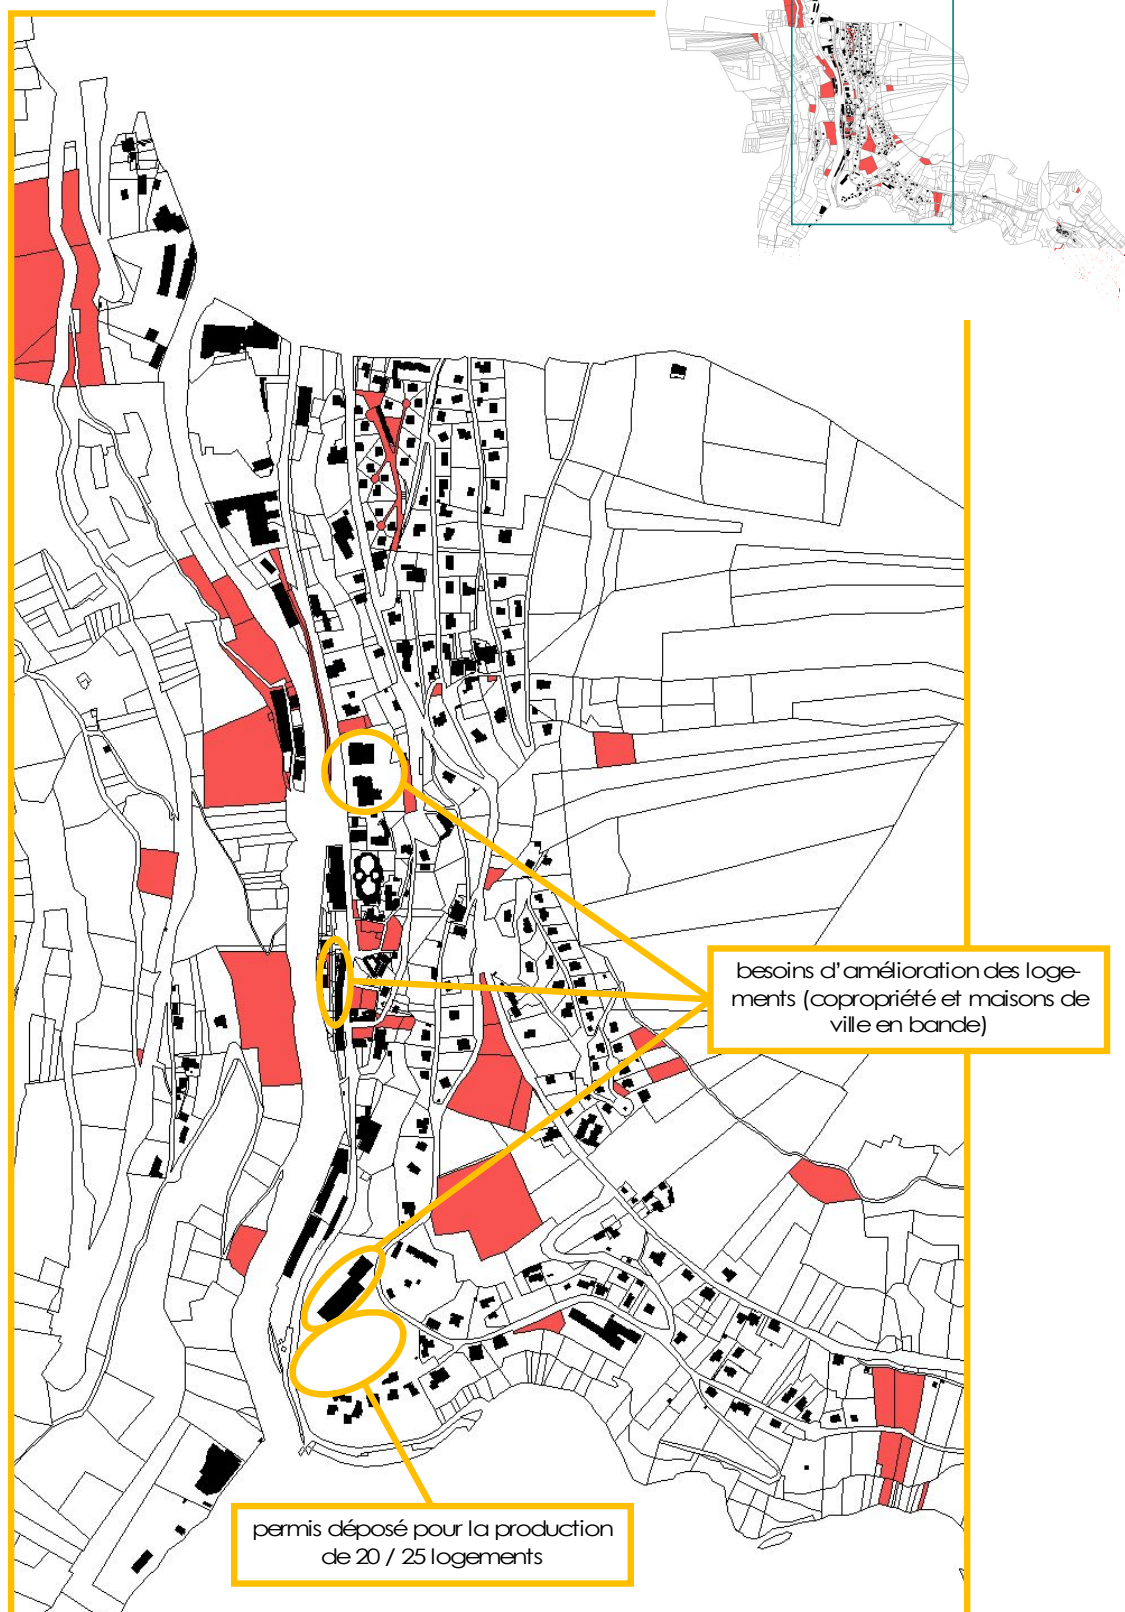 besoins d'amélioration des loge-
ments (copropriété et maisons de
ville en bande)
permis déposé pour la production
de 20 / 25 logements